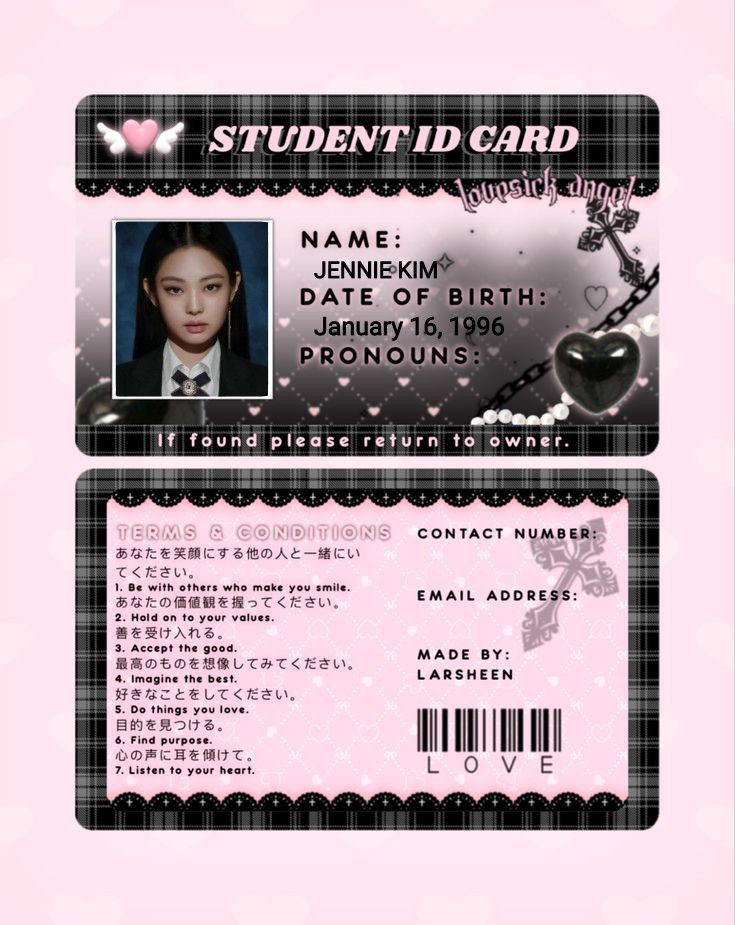 STUDENT ID CARD
lovesick angel
NAME:
JENNIE KIM
DATE OF BIRTH:
January 16, 1996
PRONOUNS:
If found please return to owner.
TERMS & CONDITIONS
あなたを笑顔にする他の人と一緒にい
てください。
1. Be with others who make you smile.
あなたの価値観を握ってください。
2. Hold on to your values.
善を受け入れる。
3. Accept the good.
最高のものを想像してみてください。
4. Imagine the best.
好きなことをしてください。
5. Do things you love.
目的を見つける。
6. Find purpose.
心の声に耳を傾けて。
7. Listen to your heart.
CONTACT NUMBER:
EMAIL ADDRESS:
MADE BY:
LARSHEEN
LOVE